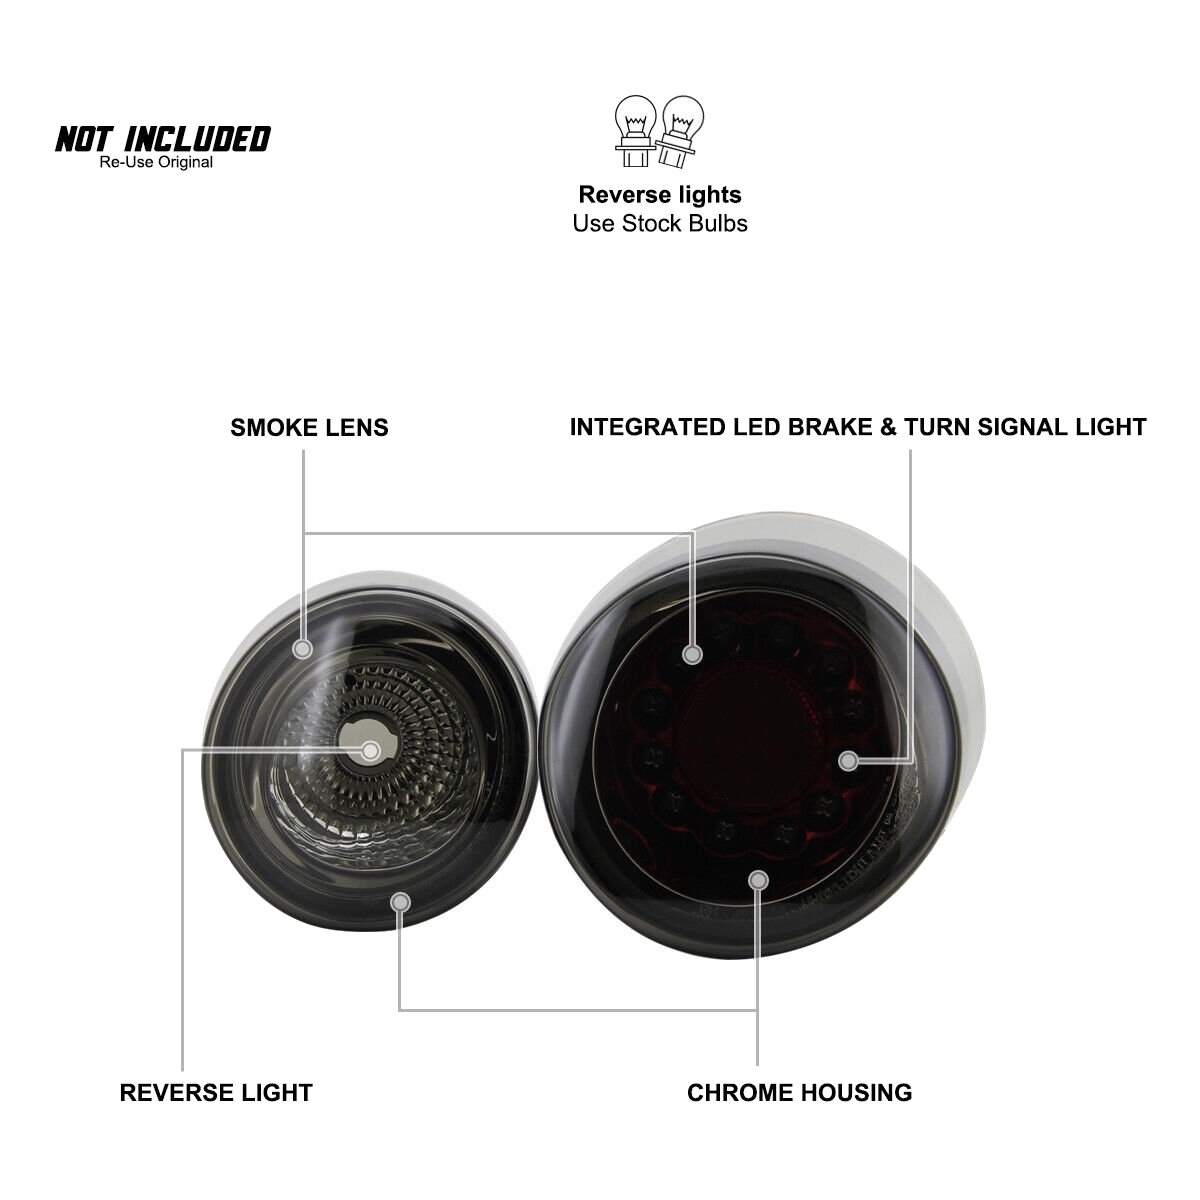 NOT INCLUDED
Re-Use Original
Reverse lights
Use Stock Bulbs
SMOKE LENS
INTEGRATED LED BRAKE & TURN SIGNAL LIGHT
REVERSE LIGHT
CHROME HOUSING